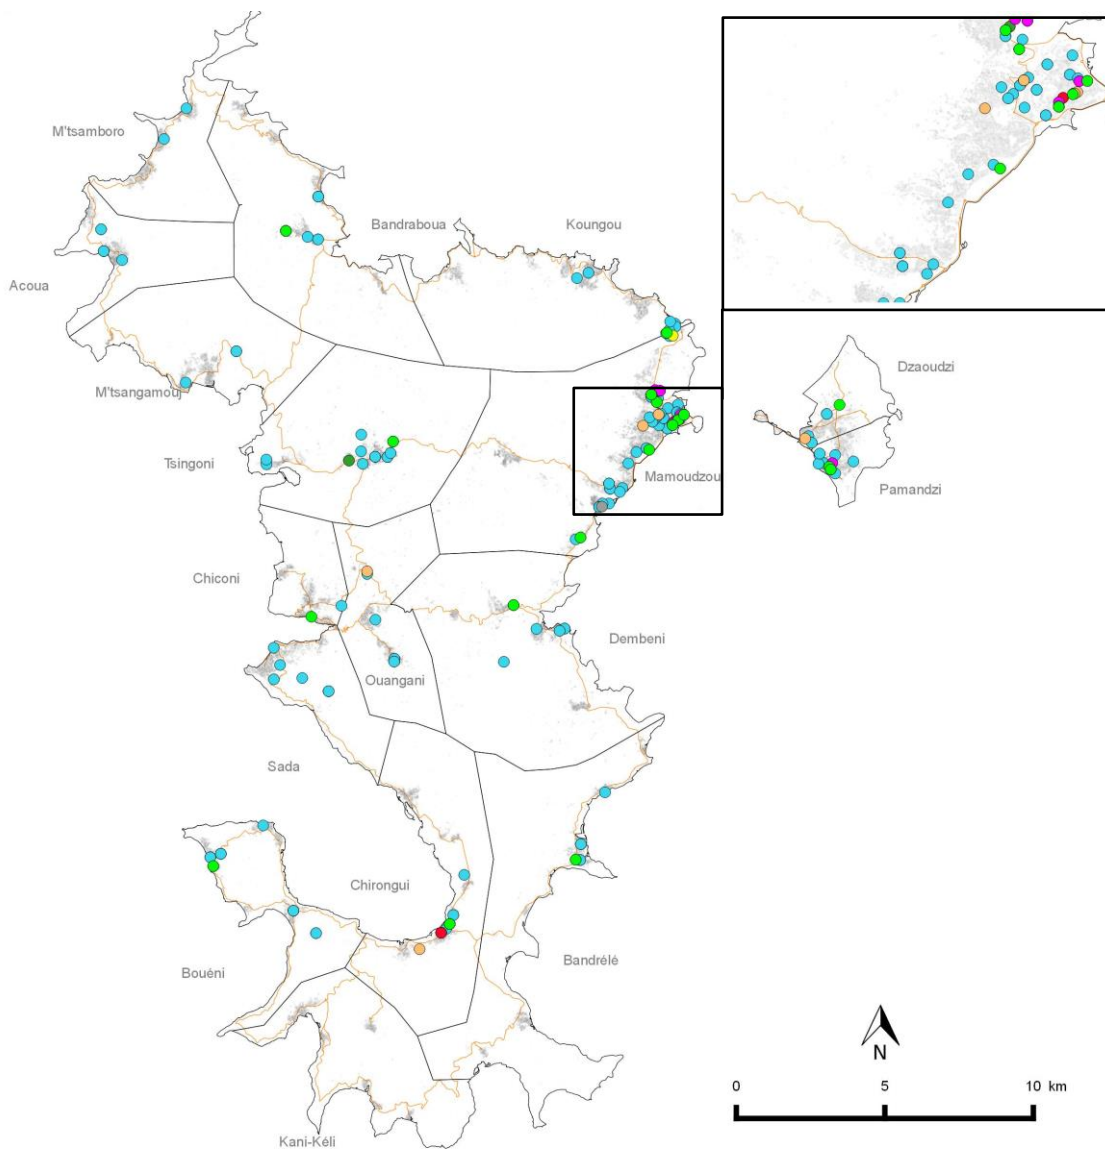 M'tsamboro
Bandraboua
Koungou
Acoua
M'tsangamouj
Tsingoni
Dzaoudzi
Mamoudzou
Pamandzi
Chiconi
Dembeni
Ouangani
Sada
Chirongui
Bouéni
Bandrélé
N
0 5 10 km
Kani-Kéli